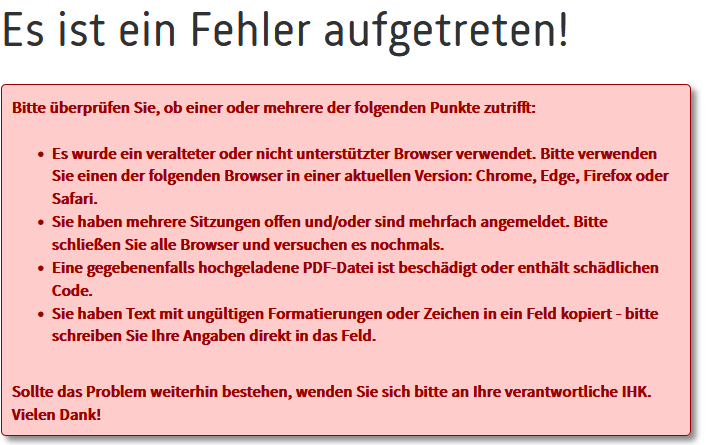 Es ist ein Fehler aufgetreten!
Bitte überprüfen Sie, ob einer oder mehrere der folgenden Punkte zutrifft:
• Es wurde ein veralteter oder nicht unterstützter Browser verwendet. Bitte verwenden
Sie einen der folgenden Browser in einer aktuellen Version: Chrome, Edge, Firefox oder
Safari.
• Sie haben mehrere Sitzungen offen und/oder sind mehrfach angemeldet. Bitte
schließen Sie alle Browser und versuchen es nochmals.
• Eine gegebenenfalls hochgeladene PDF-Datei ist beschädigt oder enthält schädlichen
Code.
• Sie haben Text mit ungültigen Formatierungen oder Zeichen in ein Feld kopiert - bitte
schreiben Sie Ihre Angaben direkt in das Feld.
Sollte das Problem weiterhin bestehen, wenden Sie sich bitte an Ihre verantwortliche IHK.
Vielen Dank!